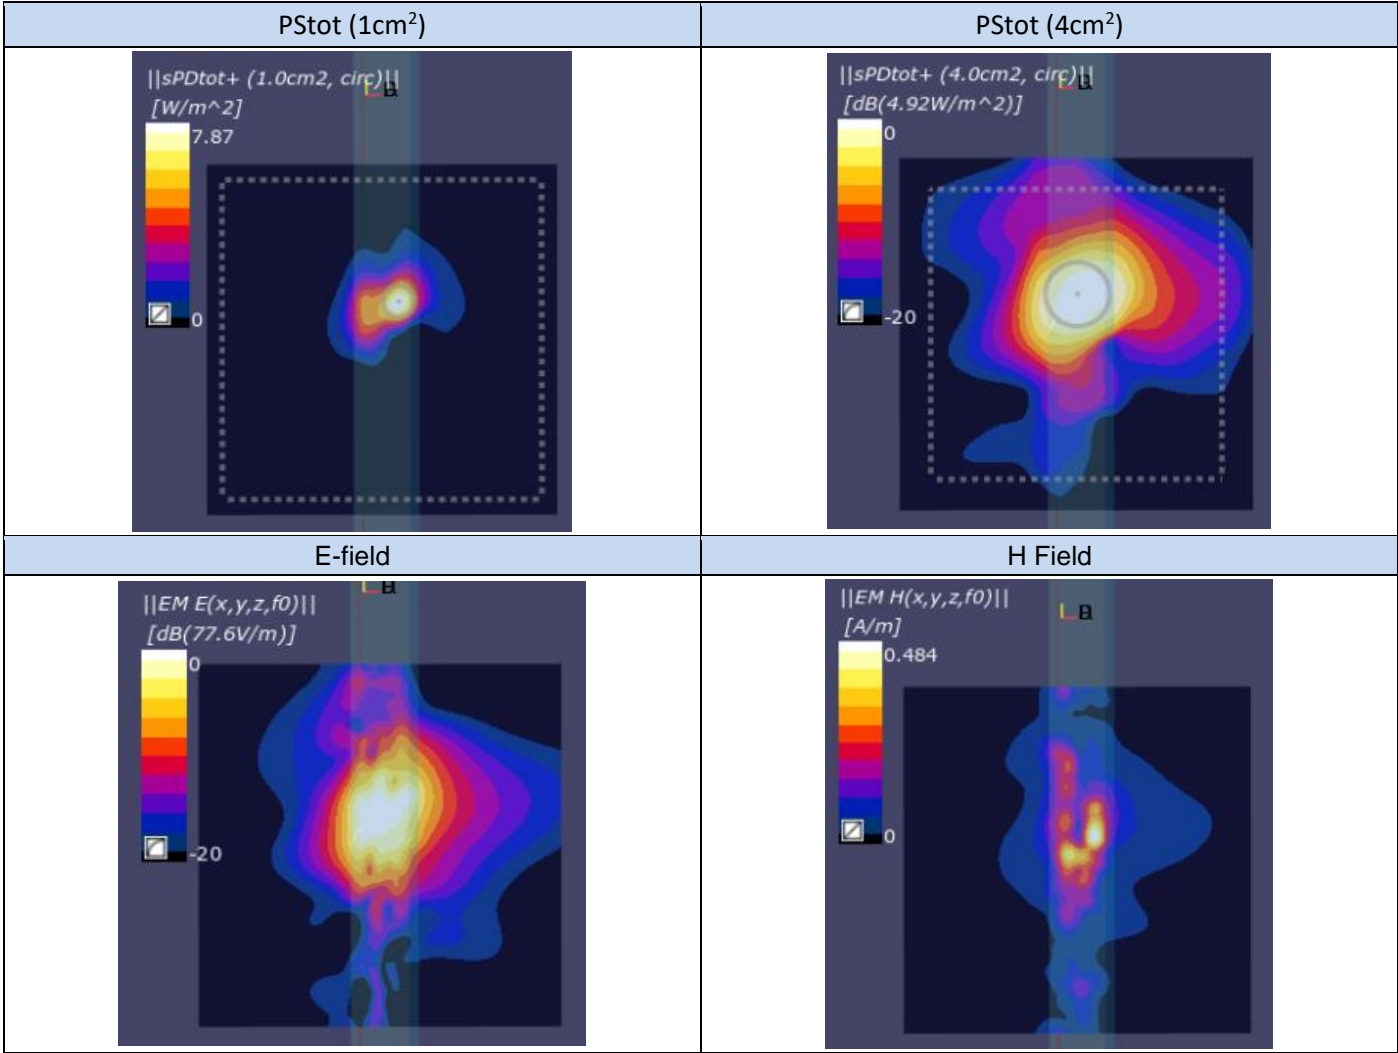 PStot (1cm²)
PStot (4cm²)
||sPDtot+ (1.0cm2, circ)||
[W/m^2]
7.87
0
||sPDtot+ (4.0cm2, circ)||
[dB(4.92W/m^2)]
0
-20
E-field
H Field
||EM E(x,y,z,f0)||
[dB(77.6V/m)]
0
-20
||EM H(x,y,z,f0)||
[A/m]
0.484
0